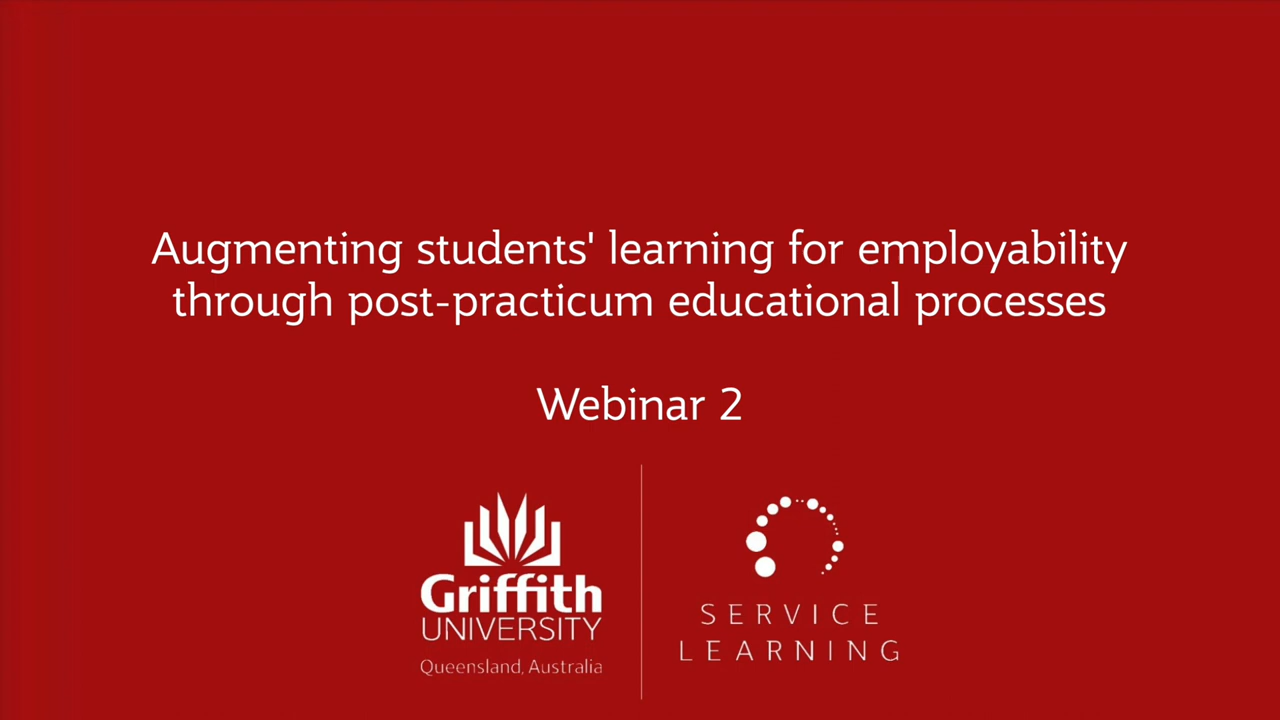 Augmenting students' learning for employability
through post-practicum educational processes
Webinar 2
Griffith
UNIVERSITY
Queensland, Australia
SERVICE
LEARNING